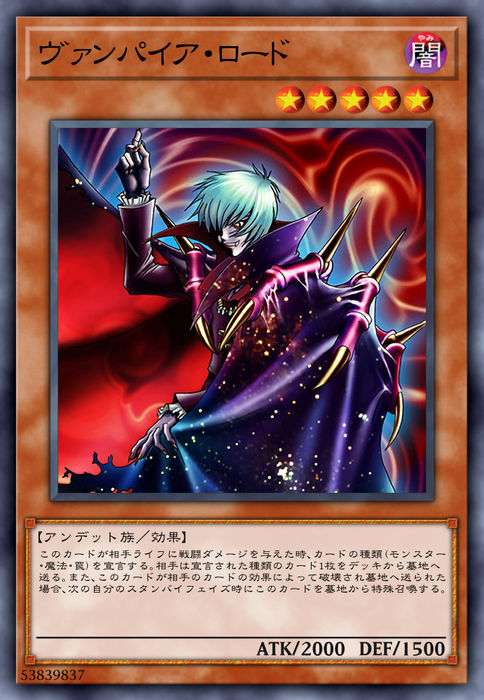 ヴァンパイア・ロード
やみ
闇
【アンデット族／効果】
このカードが相手ライフに戦闘ダメージを与えた時、カードの種類（モンスター
・魔法・罠）を宣言する。相手は宣言された種類のカード１枚をデッキから墓地へ
送る。また、このカードが相手のカードの効果によって破壊され墓地へ送られた
場合、次の自分のスタンバイフェイズ時にこのカードを墓地から特殊召喚する。
ATK/2000 DEF/1500
53839837